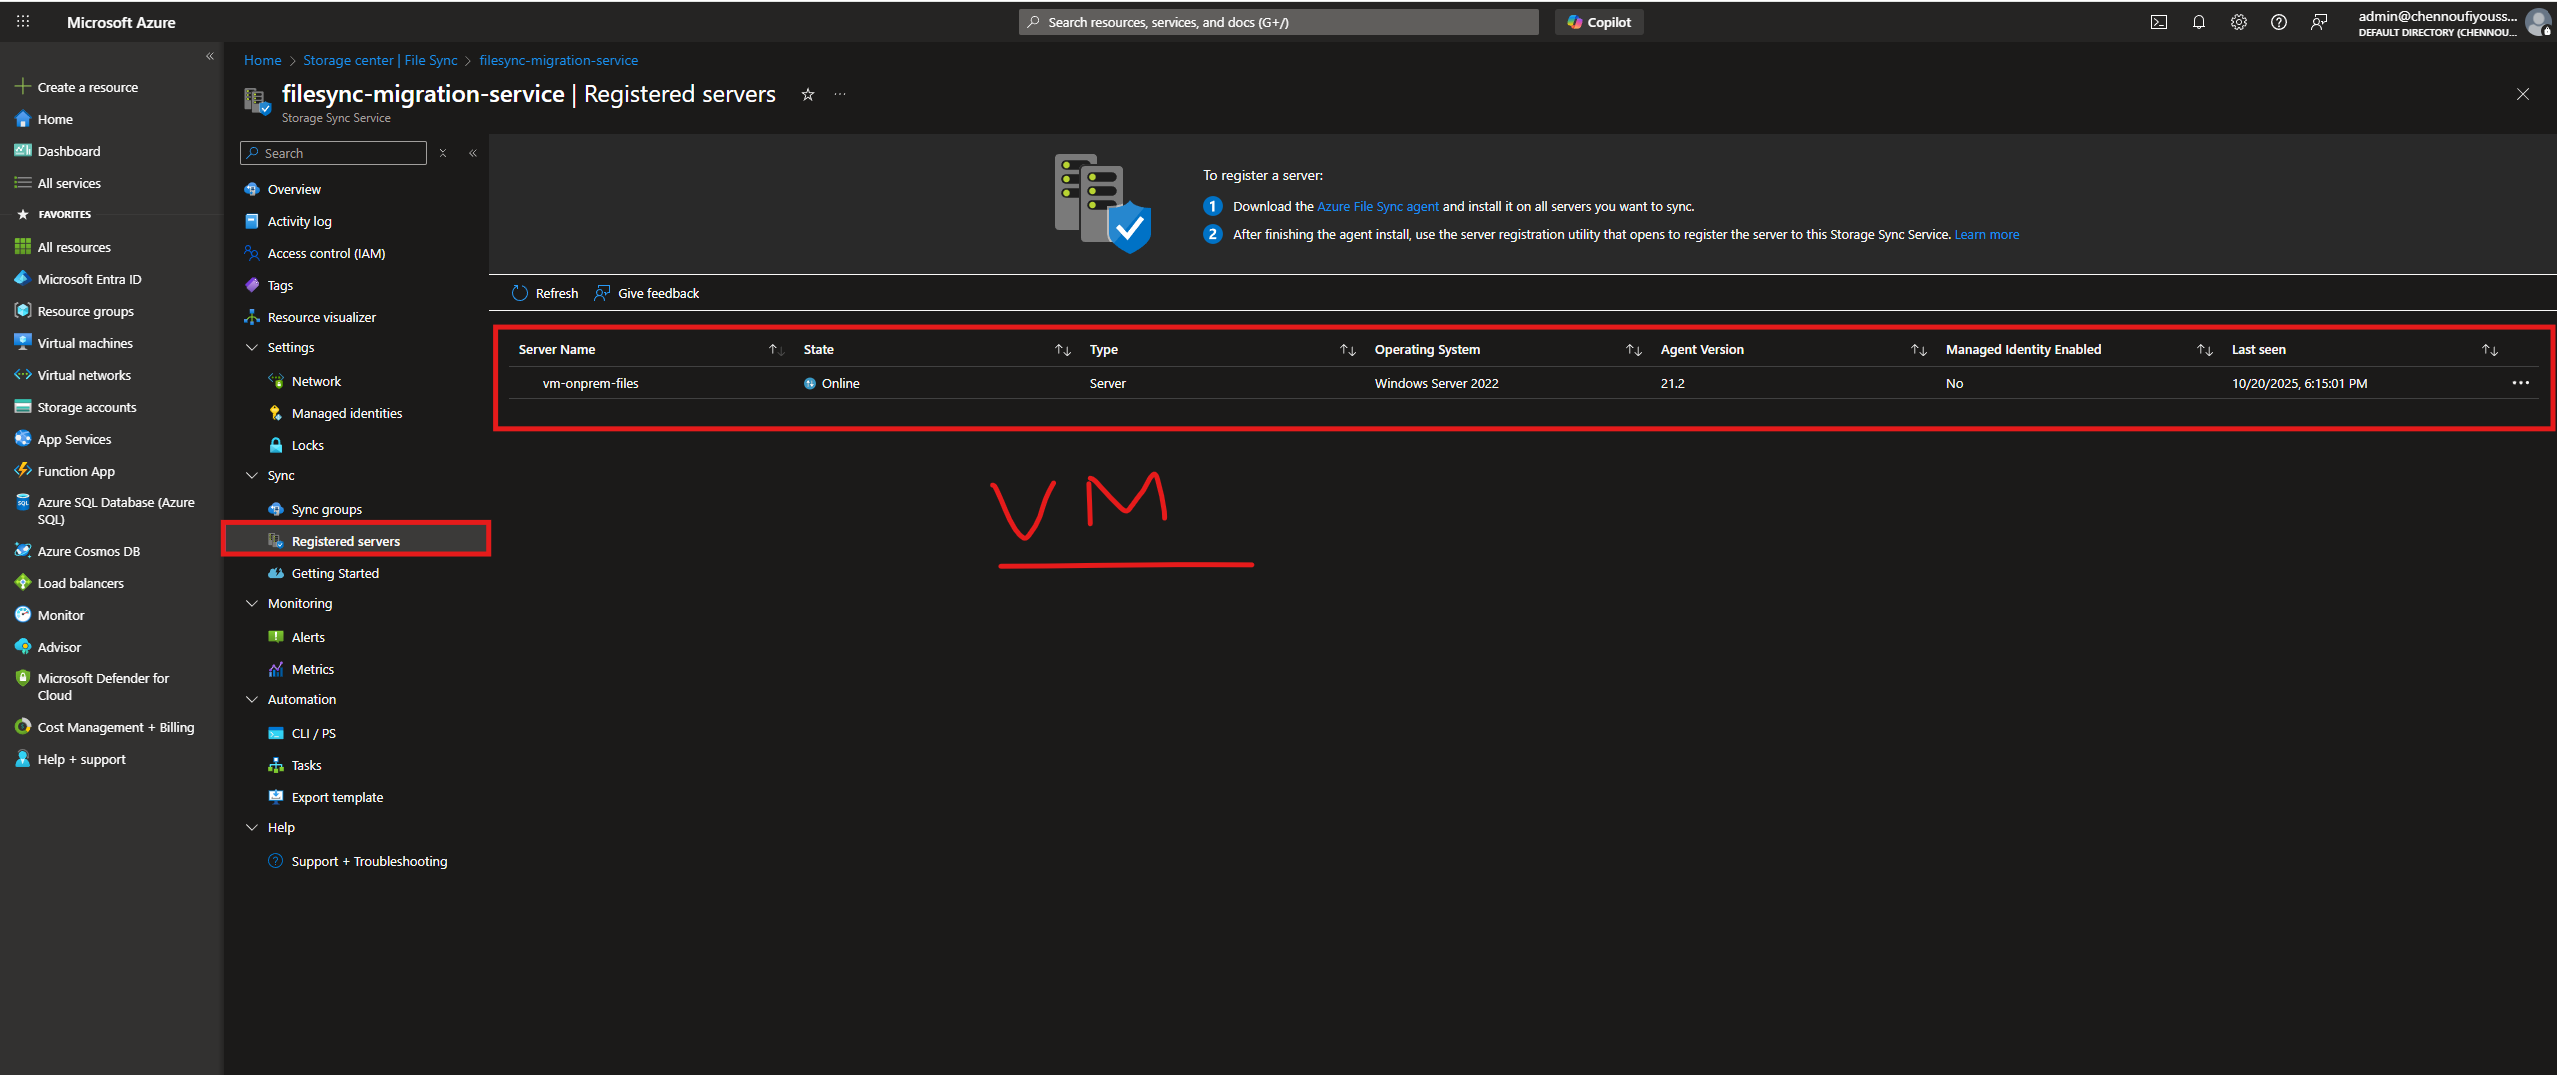 Microsoft Azure
Search resources, services, and docs (G+/)
Copilot
admin@chennoufiyouss...
DEFAULT DIRECTORY (CHENNOU...
Create a resource
Home
Dashboard
All services
FAVORITES
All resources
Microsoft Entra ID
Resource groups
Virtual machines
Virtual networks
Storage accounts
App Services
Function App
Azure SQL Database (Azure
SQL)
Azure Cosmos DB
Load balancers
Monitor
Advisor
Microsoft Defender for
Cloud
Cost Management + Billing
Help + support
Home > Storage center | File Sync > filesync-migration-service
filesync-migration-service | Registered servers
Storage Sync Service
Search
Overview
Activity log
Access control (IAM)
Tags
Resource visualizer
Settings
Network
Managed identities
Locks
Sync
Sync groups
Registered servers
Getting Started
Monitoring
Alerts
Metrics
Automation
CLI / PS
Tasks
Export template
Help
Support + Troubleshooting
To register a server:
1 Download the Azure File Sync agent and install it on all servers you want to sync.
2 After finishing the agent install, use the server registration utility that opens to register the server to this Storage Sync Service. Learn more
Refresh Give feedback
Server Name State Type Operating System Agent Version Managed Identity Enabled Last seen
vm-onprem-files Online Server Windows Server 2022 21.2 No 10/20/2025, 6:15:01 PM
VM